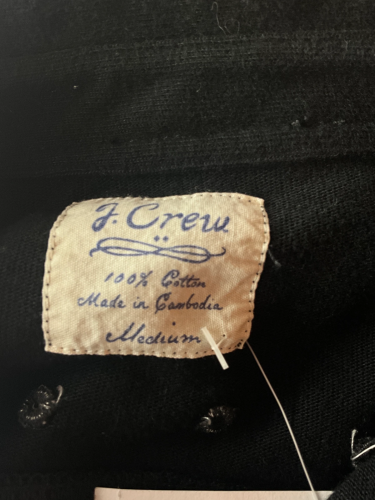 J. Crew
100% Cotton
Made in Cambodia
Medium